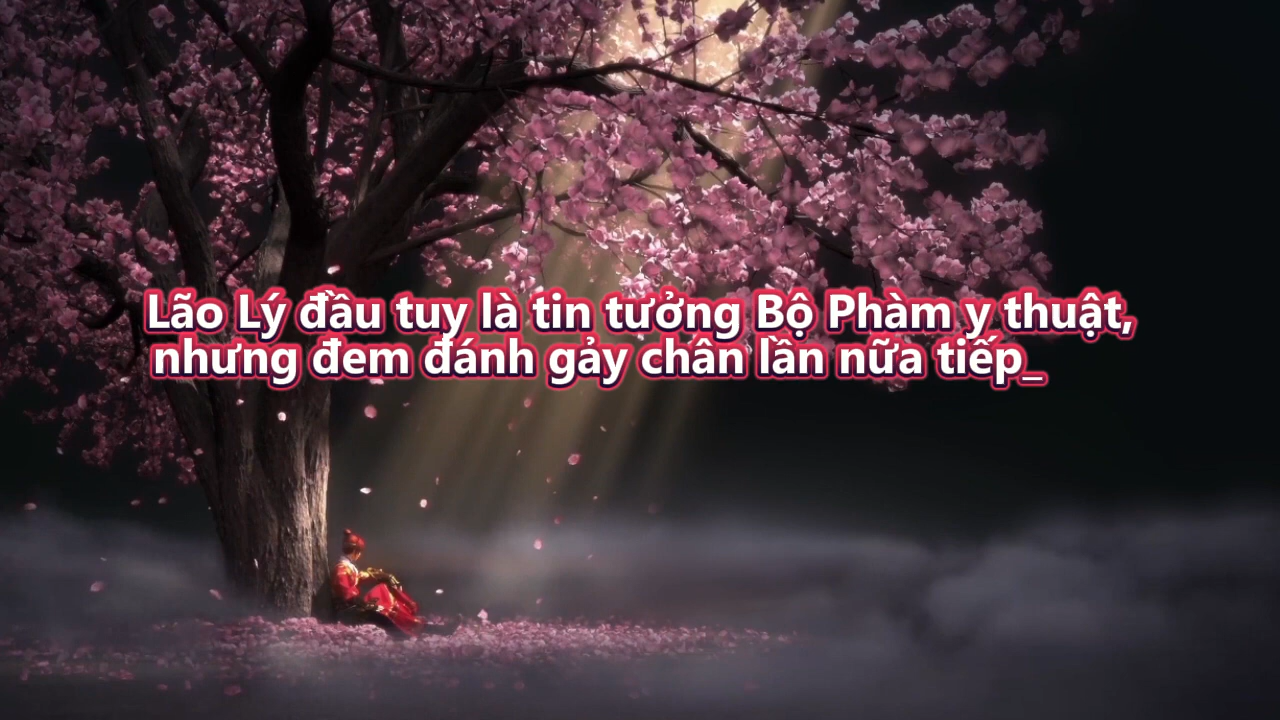 Lão Lý đầu tuy là tin tưởng Bộ Phàm y thuật,
nhưng đem đánh gảy chân lần nữa tiếp_